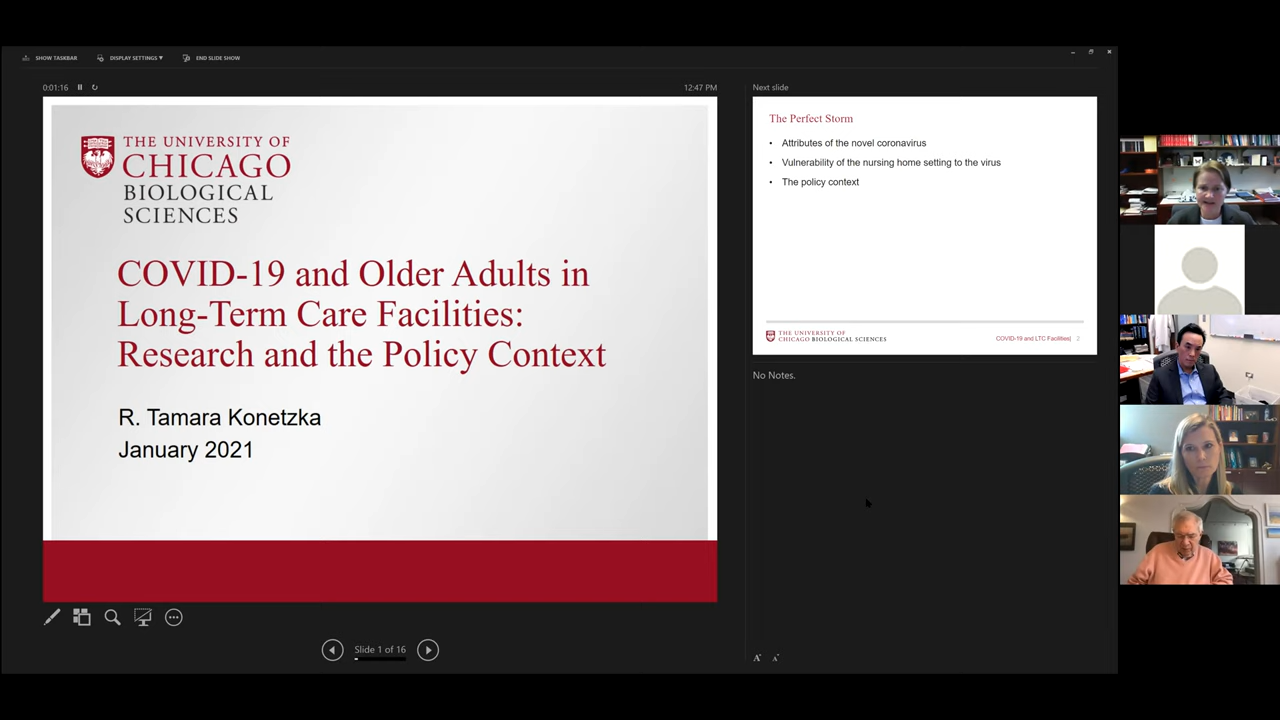 SHOW TASKBAR
DISPLAY SETTINGS ▾
END SLIDE SHOW
0:01:16
12:47 PM
THE UNIVERSITY OF
CHICAGO
BIOLOGICAL
SCIENCES
COVID-19 and Older Adults in
Long-Term Care Facilities:
Research and the Policy Context
R. Tamara Konetzka
January 2021
Slide 1 of 16
Next slide
The Perfect Storm
• Attributes of the novel coronavirus
• Vulnerability of the nursing home setting to the virus
• The policy context
THE UNIVERSITY OF
CHICAGO BIOLOGICAL SCIENCES
COVID-19 and LTC Facilities| 2
No Notes.
A A